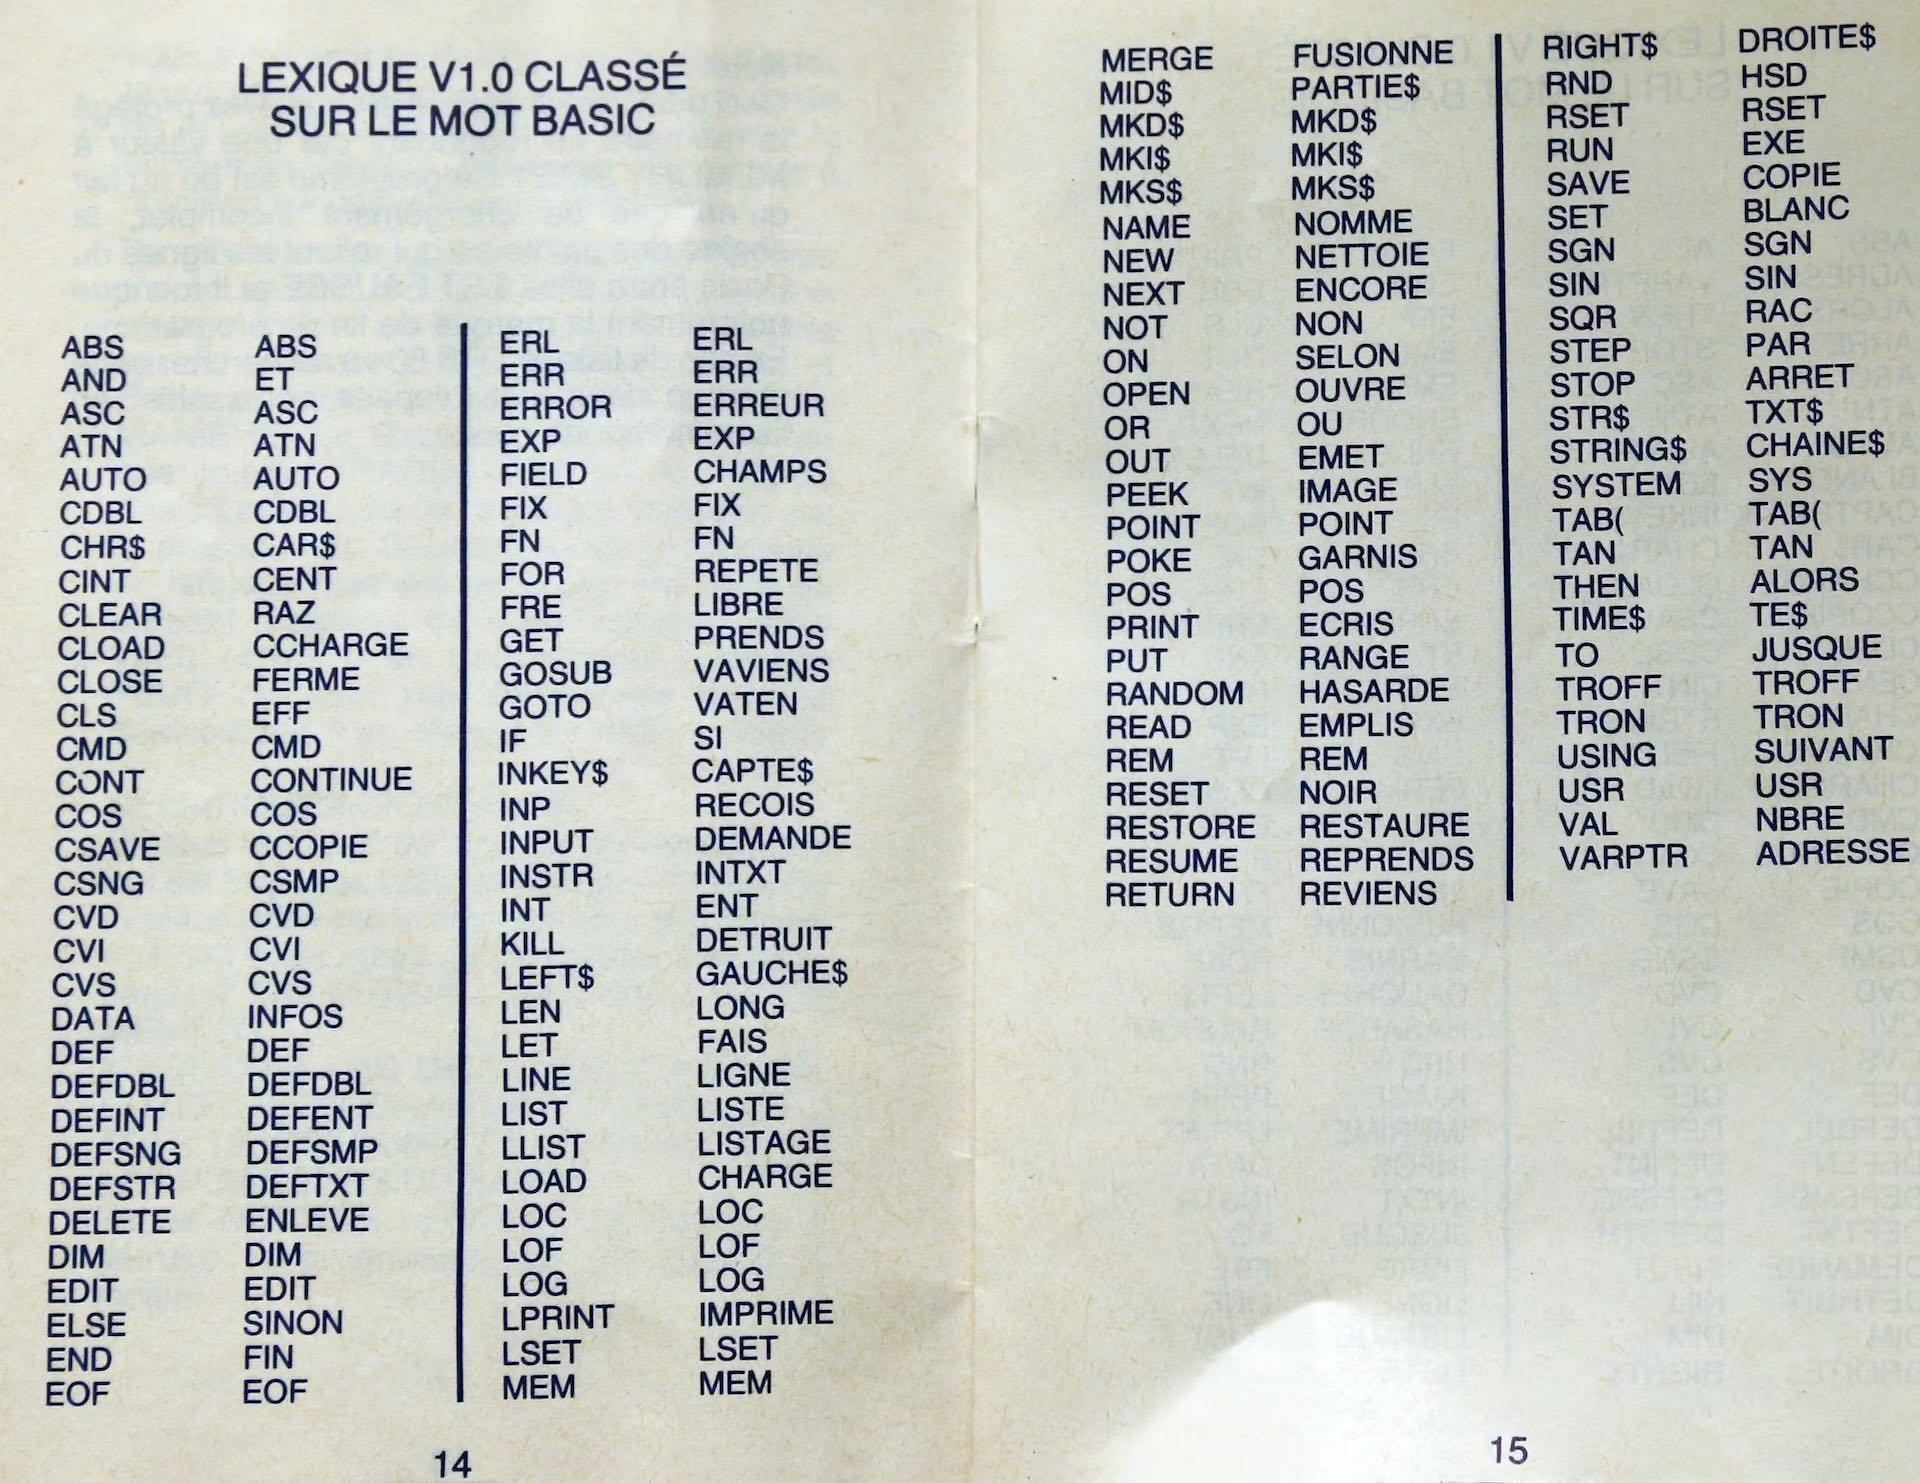 LEXIQUE V1.0 CLASSÉ
SUR LE MOT BASIC
ABS ABS
AND ET
ASC ASC
ATN ATN
AUTO AUTO
CDBL CDBL
CHR$ CAR$
CINT CENT
CLEAR RAZ
CLOAD CCHARGE
CLOSE FERME
CLS EFF
CMD CMD
CONT CONTINUE
COS COS
CSAVE CCOPIE
CSNG CSMP
CVD CVD
CVI CVI
CVS CVS
DATA INFOS
DEF DEF
DEFDBL DEFDBL
DEFINT DEFENT
DEFSNG DEFSMP
DEFSTR DEFTXT
DELETE ENLEVE
DIM DIM
EDIT EDIT
ELSE SINON
END FIN
EOF EOF
ERL ERL
ERR ERR
ERROR ERREUR
EXP EXP
FIELD CHAMPS
FIX FIX
FN FN
FOR REPETE
FRE LIBRE
GET PRENDS
GOSUB VAVIENS
GOTO VATEN
IF SI
INKEY$ CAPTE$
INP RECOIS
INPUT DEMANDE
INSTR INTXT
INT ENT
KILL DETRUIT
LEFT$ GAUCHE$
LEN LONG
LET FAIS
LINE LIGNE
LIST LISTE
LLIST LISTAGE
LOAD CHARGE
LOC LOC
LOF LOF
LOG LOG
LPRINT IMPRIME
LSET LSET
MEM MEM
14
MERGE FUSIONNE
MID$ PARTIE$
MKD$ MKD$
MKI$ MKI$
MKS$ MKS$
NAME NOMME
NEW NETTOIE
NEXT ENCORE
NOT NON
ON SELON
OPEN OUVRE
OR OU
OUT EMET
PEEK IMAGE
POINT POINT
POKE GARNIS
POS POS
PRINT ECRIS
PUT RANGE
RANDOM HASARDE
READ EMPLIS
REM REM
RESET NOIR
RESTORE RESTAURE
RESUME REPRENDS
RETURN REVIENS
RIGHT$ DROITE$
RND HSD
RSET RSET
RUN EXE
SAVE COPIE
SET BLANC
SGN SGN
SIN SIN
SQR RAC
STEP PAR
STOP ARRET
STR$ TXT$
STRING$ CHAINE$
SYSTEM SYS
TAB( TAB(
TAN TAN
THEN ALORS
TIME$ TE$
TO JUSQUE
TROFF TROFF
TRON TRON
USING SUIVANT
USR USR
VAL NBRE
VARPTR ADRESSE
15